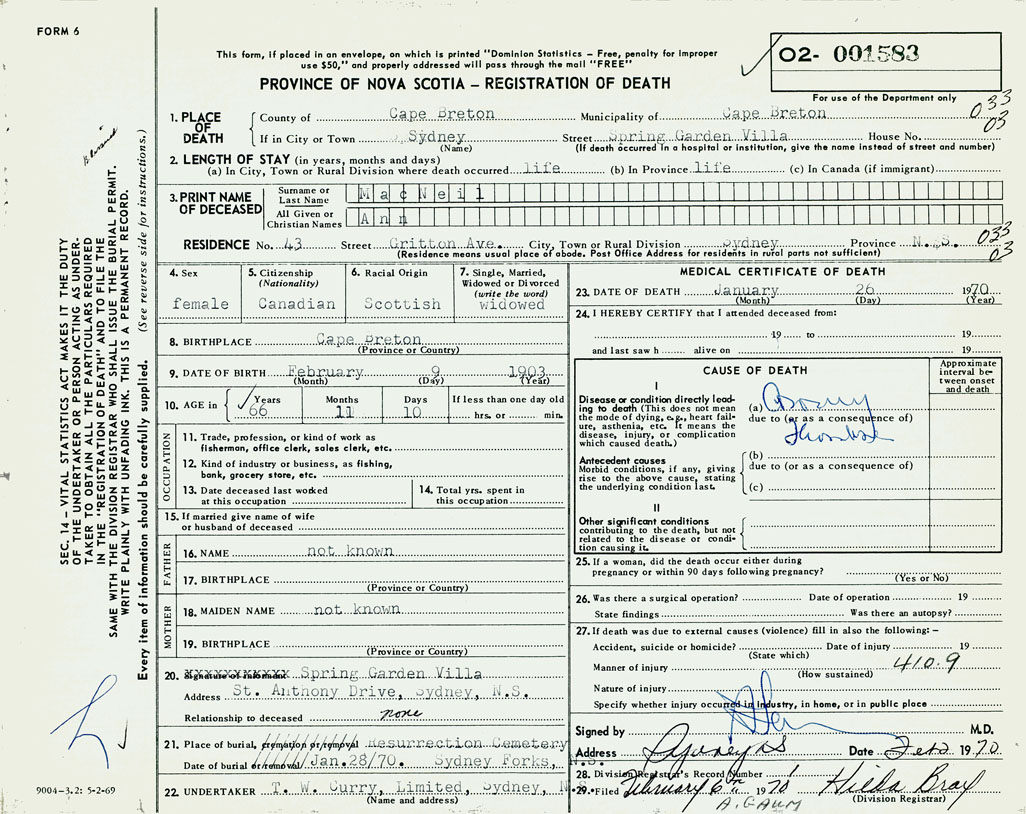 FORM 6
This form, if placed in an envelope, on which is printed "Dominion Statistics – Free, penalty for improper
use $50," and properly addressed will pass through the mail "FREE"
PROVINCE OF NOVA SCOTIA – REGISTRATION OF DEATH
02- 001583
For use of the Department only
033
03
1. PLACE OF DEATH
County of Cape Breton Municipality of Cape Breton
If in City or Town Sydney Street Spring Garden Villa House No.
(Name) (If death occurred in a hospital or institution, give the name instead of street and number)
2. LENGTH OF STAY (in years, months and days)
(a) In City, Town or Rural Division where death occurred life (b) In Province life (c) In Canada (if immigrant)
3. PRINT NAME OF DECEASED
Surname or Last Name MacNeil
All Given or Christian Names Ann
RESIDENCE No. 43 Street Gritton Ave. City, Town or Rural Division Sydney Province N.S. 033
(Residence means usual place of abode. Post Office Address for residents in rural parts not sufficient) 03
4. Sex
female
5. Citizenship
(Nationality)
Canadian
6. Racial Origin
Scottish
7. Single, Married,
Widowed or Divorced
(write the word)
widowed
8. BIRTHPLACE Cape Breton
(Province or Country)
9. DATE OF BIRTH February 9 1903
(Month) (Day) (Year)
10. AGE in Years Months Days If less than one day old
66 11 10 hrs. or min.
OCCUPATION
11. Trade, profession, or kind of work as
fisherman, office clerk, sales clerk, etc.
12. Kind of industry or business, as fishing,
bank, grocery store, etc.
13. Date deceased last worked
at this occupation
14. Total yrs. spent in
this occupation
15. If married give name of wife
or husband of deceased
FATHER
16. NAME not known
17. BIRTHPLACE
(Province or Country)
MOTHER
18. MAIDEN NAME not known
19. BIRTHPLACE
(Province or Country)
20. Signature of Informant Spring Garden Villa
Address St. Anthony Drive, Sydney, N.S.
Relationship to deceased none
21. Place of burial, cremation or removal Resurrection Cemetery
Date of burial or removal Jan.28/70. Sydney Forks, N.S.
22. UNDERTAKER T. W. Curry, Limited, Sydney, N.S.
(Name and address)
MEDICAL CERTIFICATE OF DEATH
23. DATE OF DEATH January 26 1970
(Month) (Day) (Year)
24. I HEREBY CERTIFY that I attended deceased from:
19 to 19
and last saw h alive on 19
CAUSE OF DEATH
Approximate
interval be-
tween onset
and death
I
Disease or condition directly lead-
ing to death (This does not mean
the mode of dying, e.g., heart fail-
ure, asthenia, etc. It means the
disease, injury, or complication
which caused death.)
(a)
due to (or as a consequence of)
Antecedent causes
Morbid conditions, if any, giving
rise to the above cause, stating
the underlying condition last.
(b)
due to (or as a consequence of)
(c)
II
Other significant conditions
contributing to the death, but not
related to the disease or condi-
tion causing it.
25. If a woman, did the death occur either during
pregnancy or within 90 days following pregnancy?
(Yes or No)
26. Was there a surgical operation? Date of operation 19
State findings Was there an autopsy?
27. If death was due to external causes (violence) fill in also the following: –
Accident, suicide or homicide? Date of injury 19
(State which)
Manner of injury 410.9
(How sustained)
Nature of injury
Specify whether injury occurred in Industry, in home, or in public place
Signed by M.D.
Address Sydney NS Date Feb 1970
28. Division Registrar's Record Number
29. Filed February 6th 1970 Hilda Bray
(Division Registrar)
A. GAUM
SEC. 14 – VITAL STATISTICS ACT MAKES IT THE DUTY
OF THE UNDERTAKER OR PERSON ACTING AS UNDER-
TAKER TO OBTAIN ALL THE PARTICULARS REQUIRED
IN THE "REGISTRATION OF DEATH" AND TO FILE THE
SAME WITH THE DIVISION REGISTRAR WHO SHALL ISSUE THE BURIAL PERMIT.
WRITE PLAINLY WITH UNFADING INK. THIS IS A PERMANENT RECORD.
Every item of information should be carefully supplied. (See reverse side for instructions.)
9004-3.2: 5-2-69